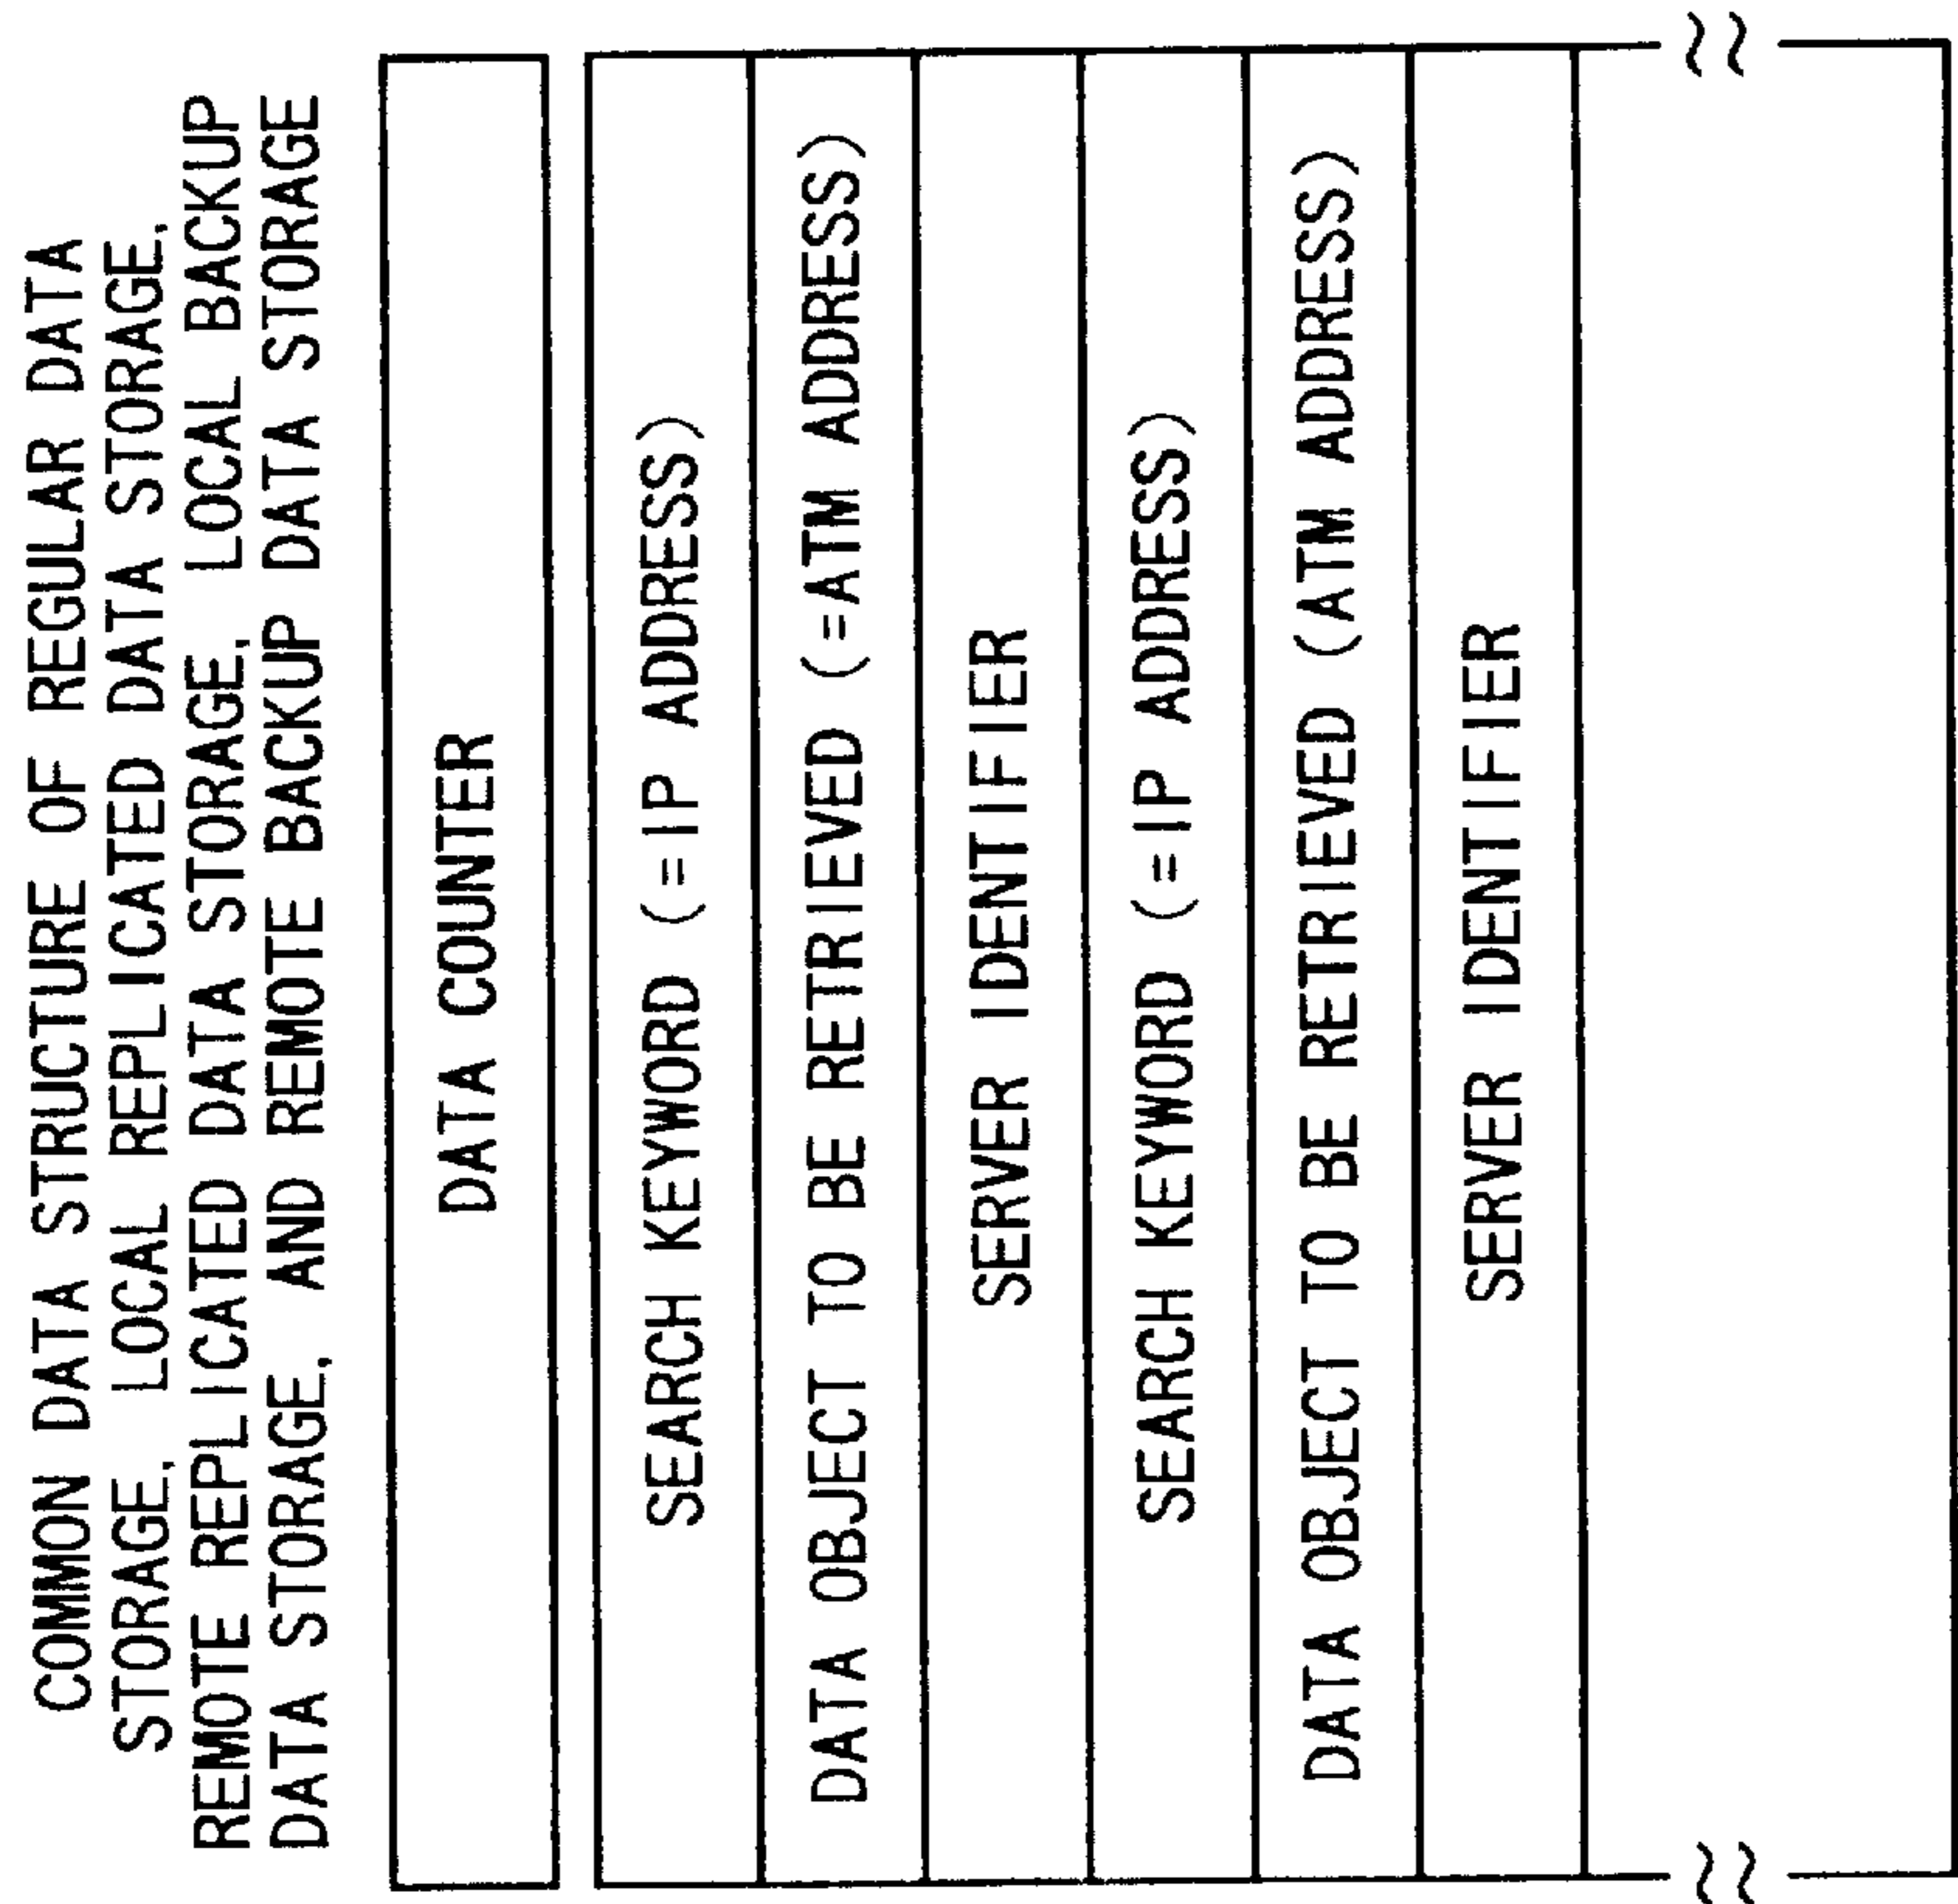 COMMON DATA STRUCTURE OF REGULAR DATA
STORAGE, LOCAL REPLICATED DATA STORAGE,
REMOTE REPLICATED DATA STORAGE, LOCAL BACKUP
DATA STORAGE, AND REMOTE BACKUP DATA STORAGE
DATA COUNTER
SEARCH KEYWORD (=IP ADDRESS)
DATA OBJECT TO BE RETRIEVED (=ATM ADDRESS)
SERVER IDENTIFIER
SEARCH KEYWORD (=IP ADDRESS)
DATA OBJECT TO BE RETRIEVED (ATM ADDRESS)
SERVER IDENTIFIER